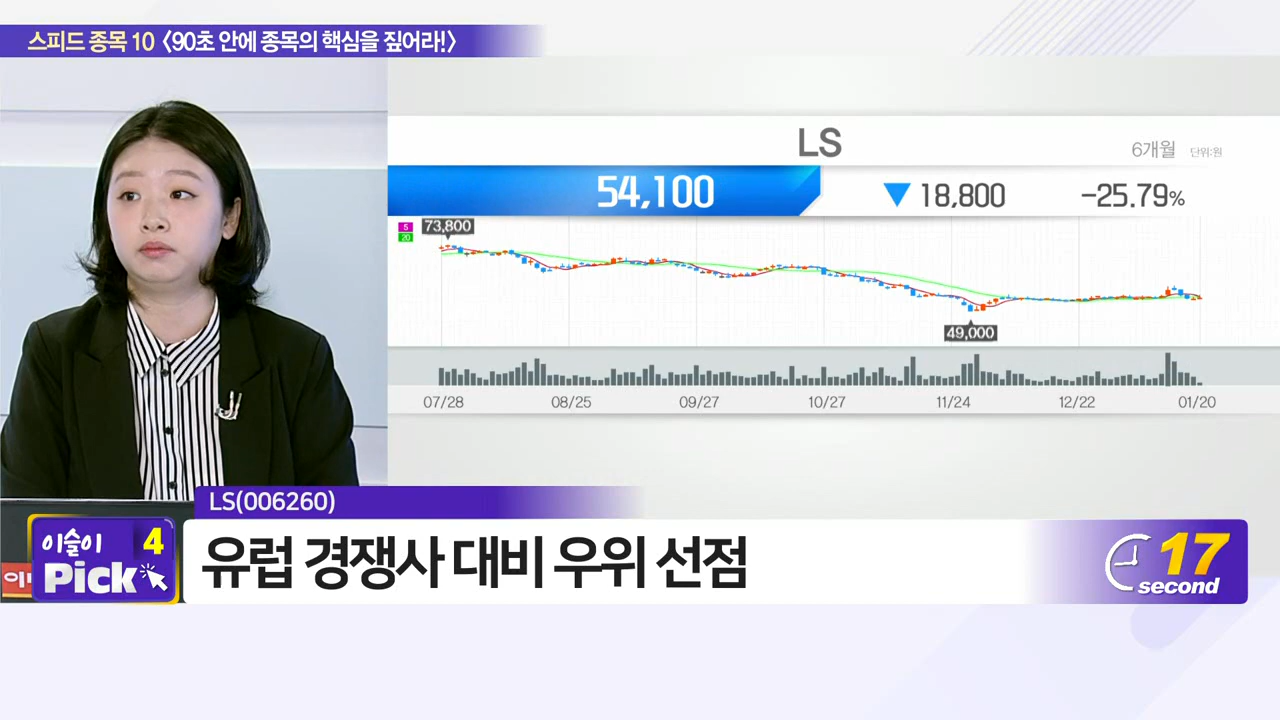 스피드 종목 10 〈90초 안에 종목의 핵심을 짚어라!〉
LS
6개월 단위:원
54,100 ▼ 18,800 -25.79%
5
20
73,800
49,000
07/28 08/25 09/27 10/27 11/24 12/22 01/20
LS(006260)
이슬이 4
Pick
유럽 경쟁사 대비 우위 선점
17
second